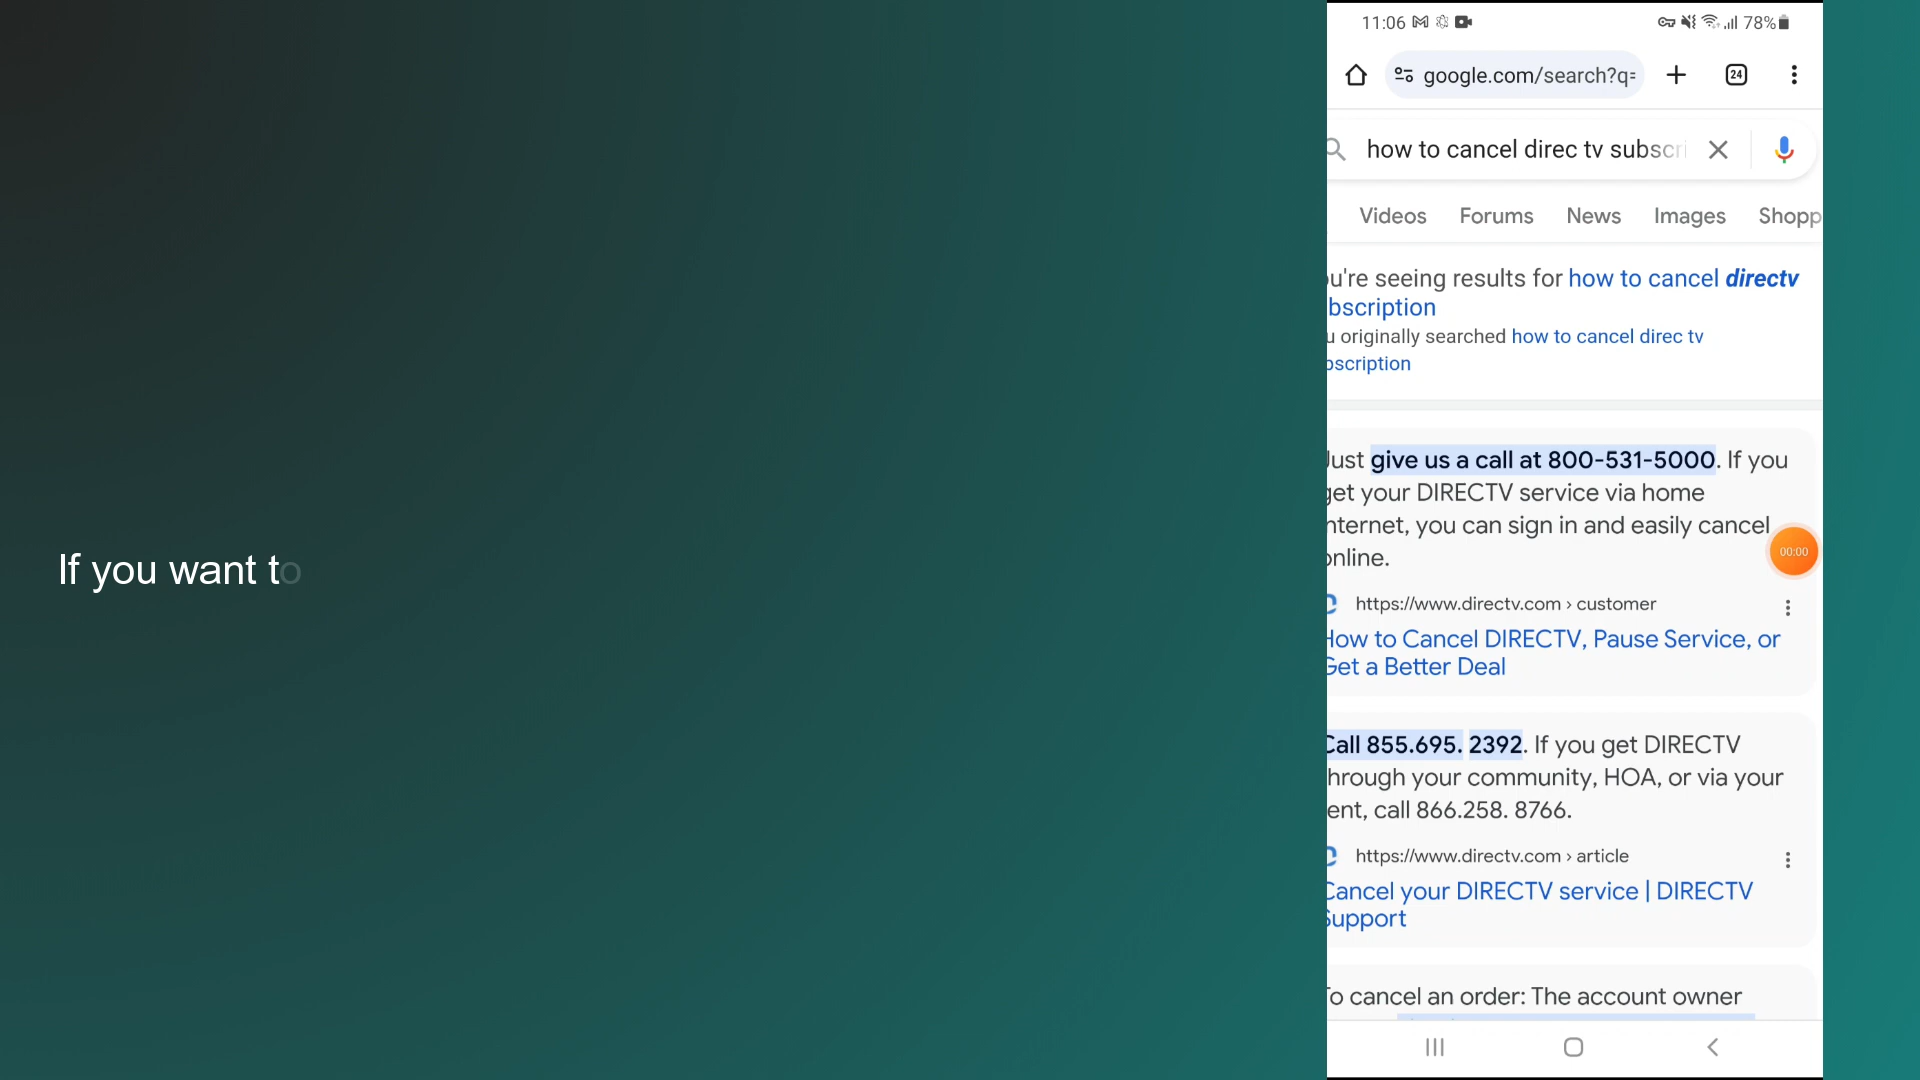 If you want to
11:06
78%
google.com/search?q=
24
how to cancel direc tv subscri
Videos Forums News Images Shopp
u're seeing results for how to cancel directv
bscription
u originally searched how to cancel direc tv
bscription
Just give us a call at 800-531-5000. If you
get your DIRECTV service via home
nternet, you can sign in and easily cancel
online.
00:00
https://www.directv.com › customer
How to Cancel DIRECTV, Pause Service, or
Get a Better Deal
Call 855.695. 2392. If you get DIRECTV
hrough your community, HOA, or via your
ent, call 866.258. 8766.
https://www.directv.com › article
Cancel your DIRECTV service | DIRECTV
Support
To cancel an order: The account owner